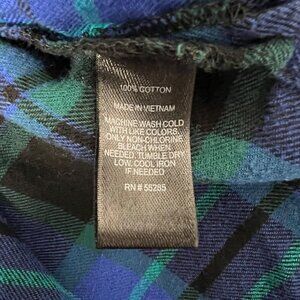 100% COTTON
MADE IN VIETNAM
MACHINE WASH COLD
WITH LIKE COLORS.
ONLY NON-CHLORINE
BLEACH WHEN
NEEDED. TUMBLE DRY
LOW. COOL IRON
IF NEEDED
RN # 55285